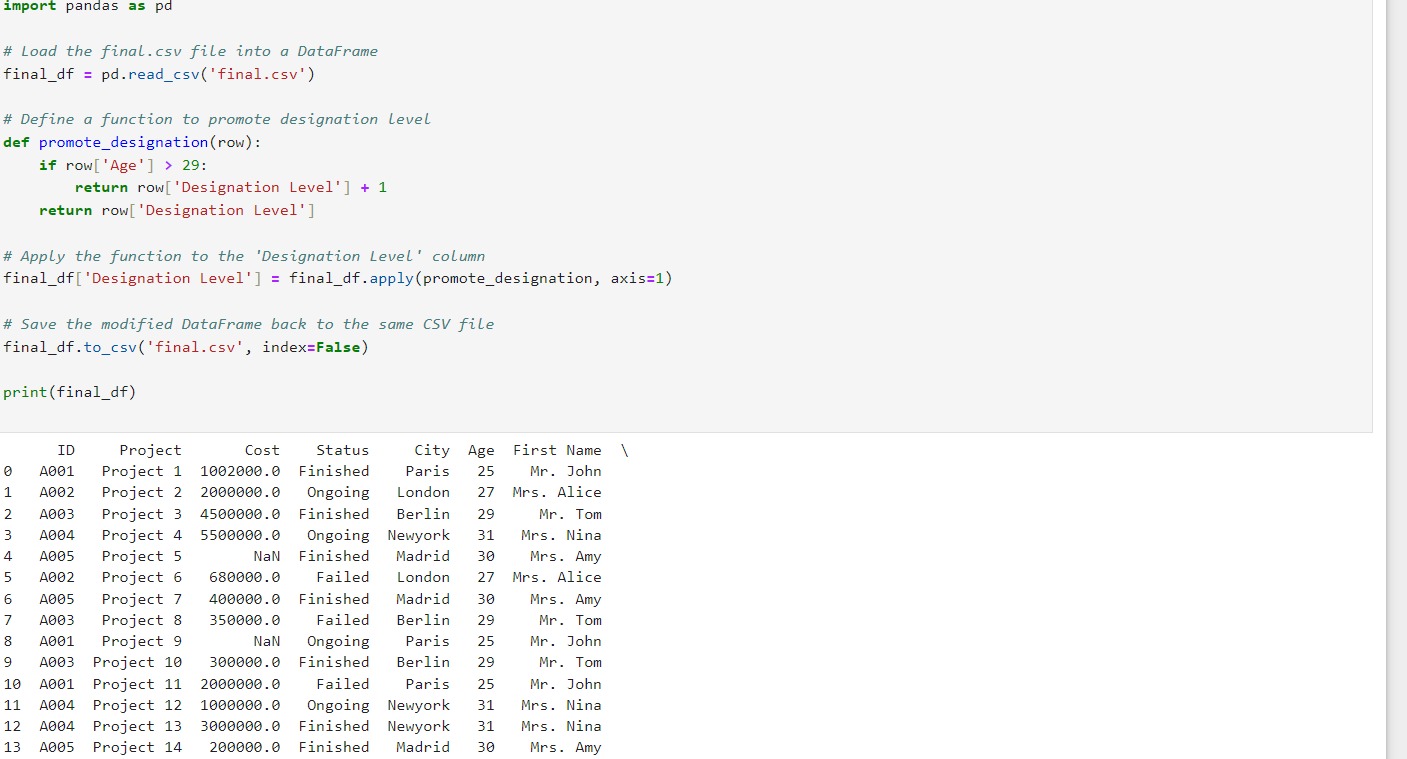 import pandas as pd
# Load the final.csv file into a DataFrame
final_df = pd.read_csv('final.csv')
# Define a function to promote designation level
def promote_designation(row):
    if row['Age'] > 29:
        return row['Designation Level'] + 1
    return row['Designation Level']
# Apply the function to the 'Designation Level' column
final_df['Designation Level'] = final_df.apply(promote_designation, axis=1)
# Save the modified DataFrame back to the same CSV file
final_df.to_csv('final.csv', index=False)
print(final_df)
      ID     Project       Cost    Status     City  Age  First Name  \
0   A001   Project 1  1002000.0  Finished    Paris   25    Mr. John
1   A002   Project 2  2000000.0   Ongoing   London   27  Mrs. Alice
2   A003   Project 3  4500000.0  Finished   Berlin   29     Mr. Tom
3   A004   Project 4  5500000.0   Ongoing  Newyork   31   Mrs. Nina
4   A005   Project 5        NaN  Finished   Madrid   30    Mrs. Amy
5   A002   Project 6   680000.0    Failed   London   27  Mrs. Alice
6   A005   Project 7   400000.0  Finished   Madrid   30    Mrs. Amy
7   A003   Project 8   350000.0    Failed   Berlin   29     Mr. Tom
8   A001   Project 9        NaN   Ongoing    Paris   25    Mr. John
9   A003  Project 10   300000.0  Finished   Berlin   29     Mr. Tom
10  A001  Project 11  2000000.0    Failed    Paris   25    Mr. John
11  A004  Project 12  1000000.0   Ongoing  Newyork   31   Mrs. Nina
12  A004  Project 13  3000000.0  Finished  Newyork   31   Mrs. Nina
13  A005  Project 14   200000.0  Finished   Madrid   30    Mrs. Amy